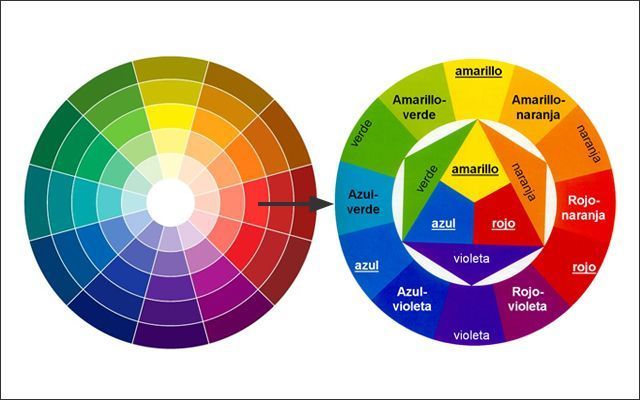 amarillo
Amarillo-
verde
Amarillo-
naranja
verde
naranja
amarillo
verde
naranja
Azul-
verde
Rojo-
naranja
azul
rojo
violeta
azul
rojo
Azul-
violeta
Rojo-
violeta
violeta